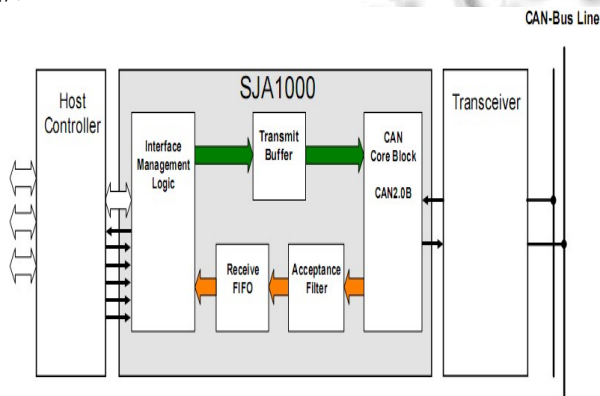 CAN-Bus Line
Host
Controller
SJA1000
Transceiver
Interface
Management
Logic
Transmit
Buffer
CAN
Core Block
CAN2.0B
Receive
FIFO
Acceptance
Filter